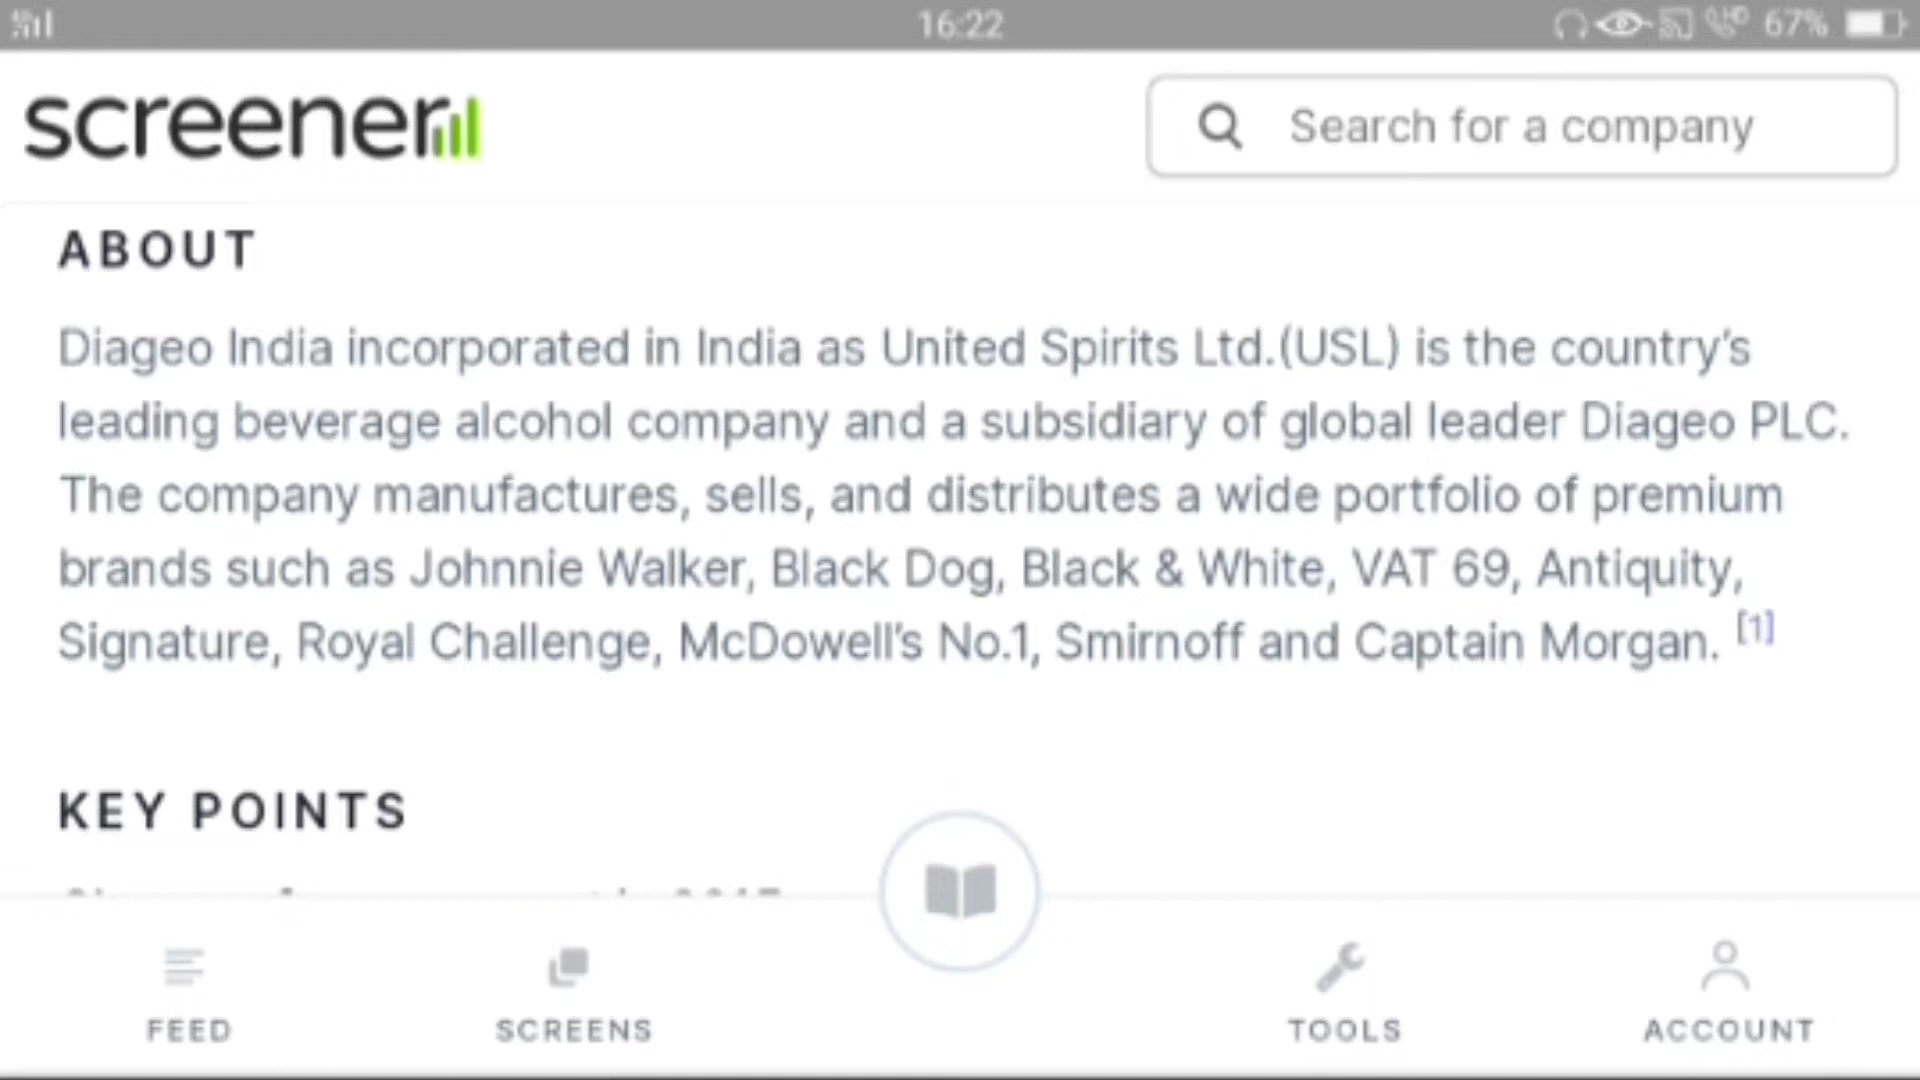 16:22
67%
screener
Search for a company
ABOUT
Diageo India incorporated in India as United Spirits Ltd.(USL) is the country’s
leading beverage alcohol company and a subsidiary of global leader Diageo PLC.
The company manufactures, sells, and distributes a wide portfolio of premium
brands such as Johnnie Walker, Black Dog, Black & White, VAT 69, Antiquity,
Signature, Royal Challenge, McDowell’s No.1, Smirnoff and Captain Morgan. [1]
KEY POINTS
FEED
SCREENS
TOOLS
ACCOUNT